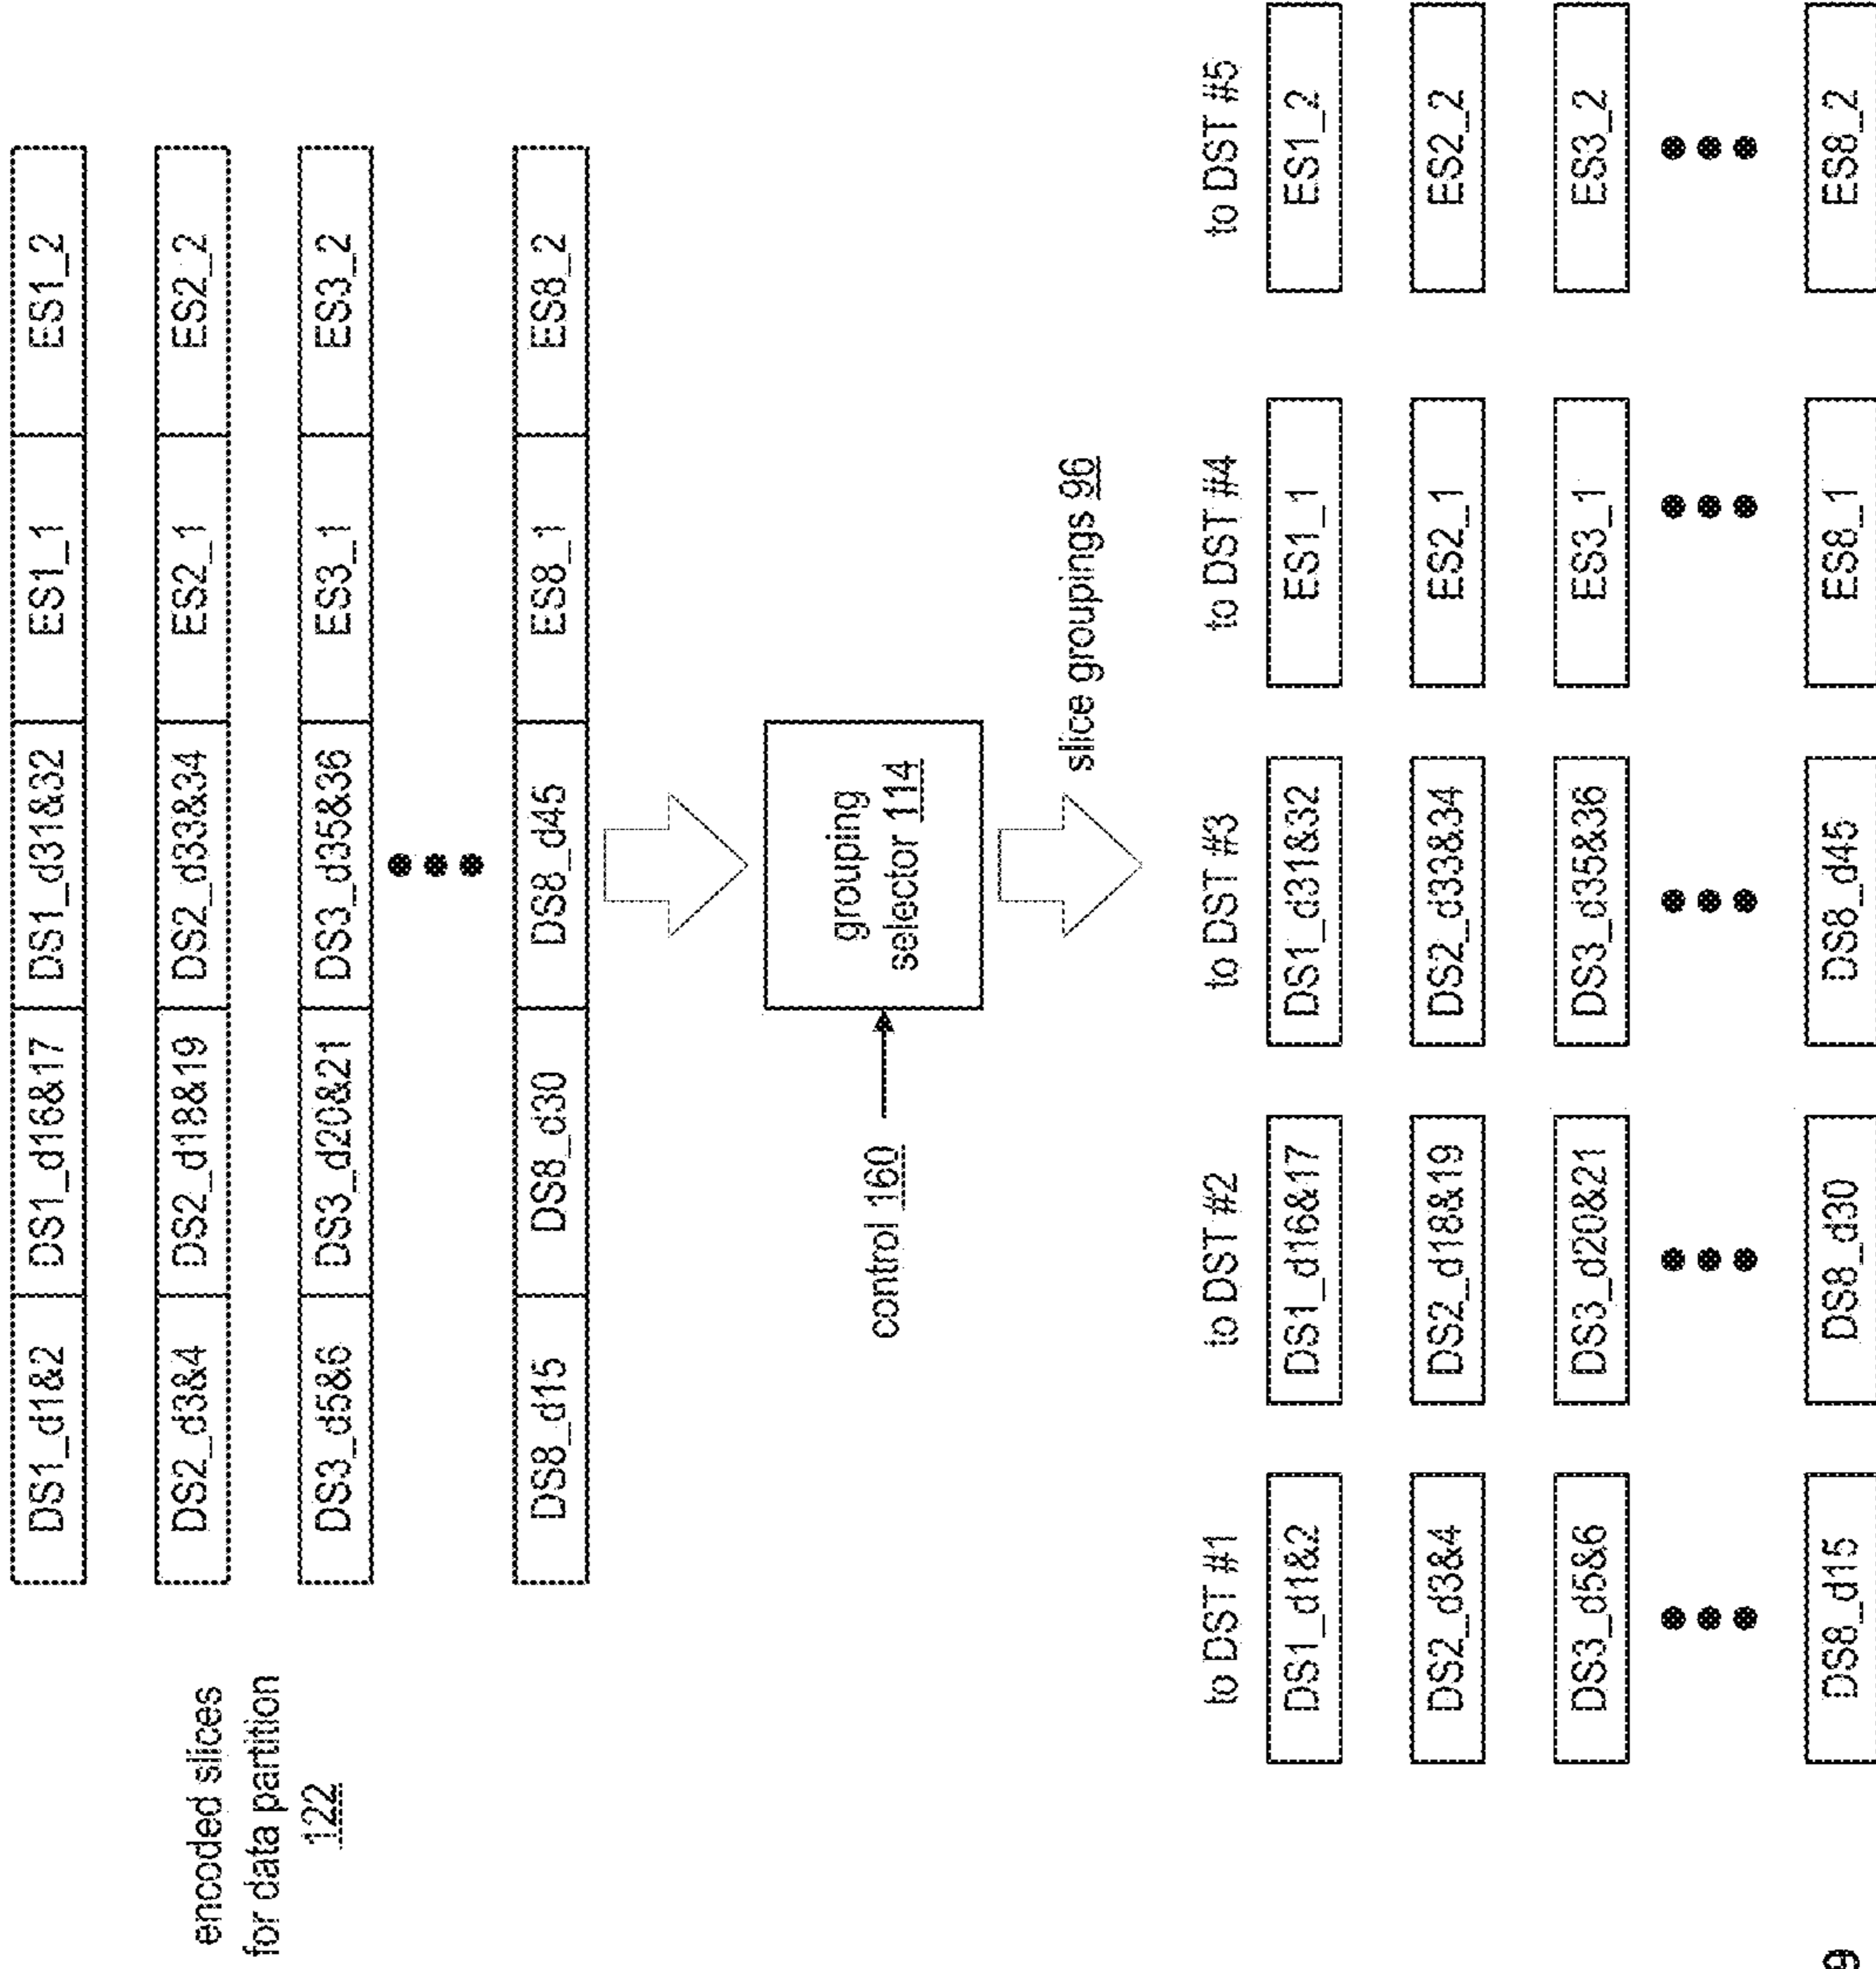 encoded slices
for data partition
122
DS1_d1&2 DS1_d16&17 DS1_d31&32 ES1_1 ES1_2
DS2_d3&4 DS2_d18&19 DS2_d33&34 ES2_1 ES2_2
DS3_d5&6 DS3_d20&21 DS3_d35&36 ES3_1 ES3_2
DS8_d15 DS8_d30 DS8_d45 ES8_1 ES8_2
control 160
grouping
selector 114
slice groupings 96
to DST #1 to DST #2 to DST #3 to DST #4 to DST #5
DS1_d1&2 DS1_d16&17 DS1_d31&32 ES1_1 ES1_2
DS2_d3&4 DS2_d18&19 DS2_d33&34 ES2_1 ES2_2
DS3_d5&6 DS3_d20&21 DS3_d35&36 ES3_1 ES3_2
DS8_d15 DS8_d30 DS8_d45 ES8_1 ES8_2
9